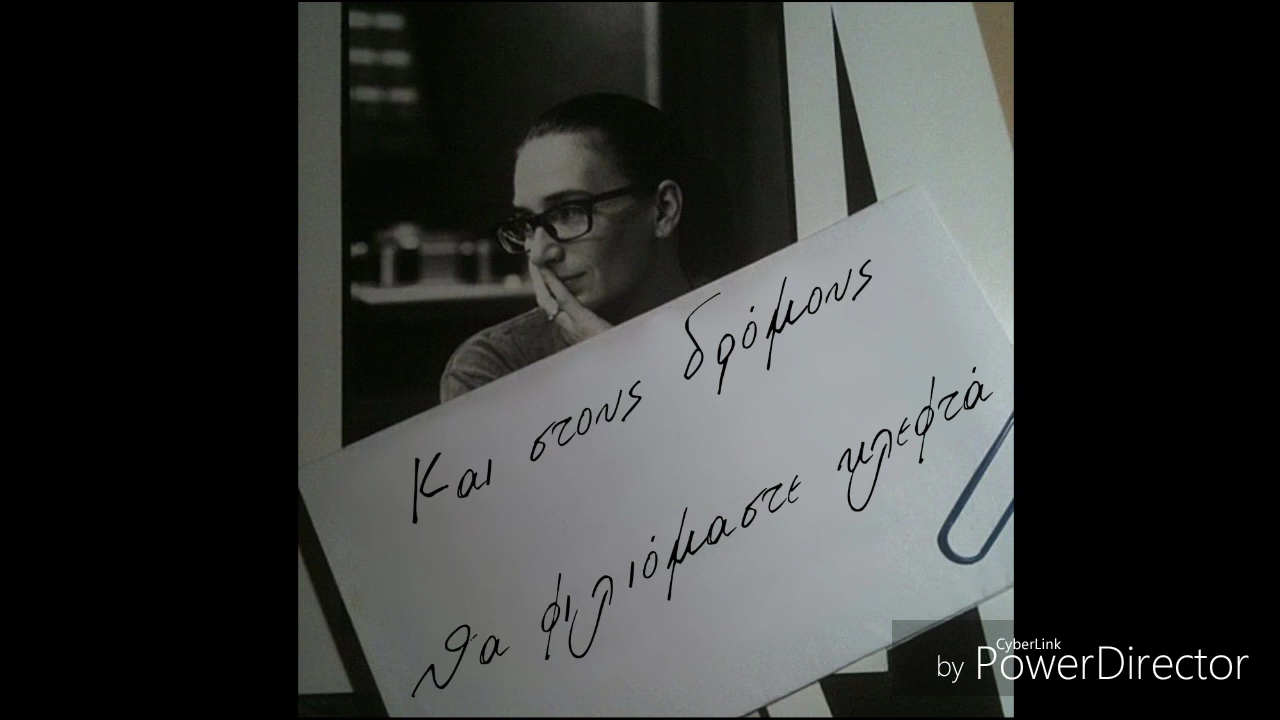 Και στους δρόμους
θα φιλιόμαστε κλεφτά
CyberLink
by PowerDirector